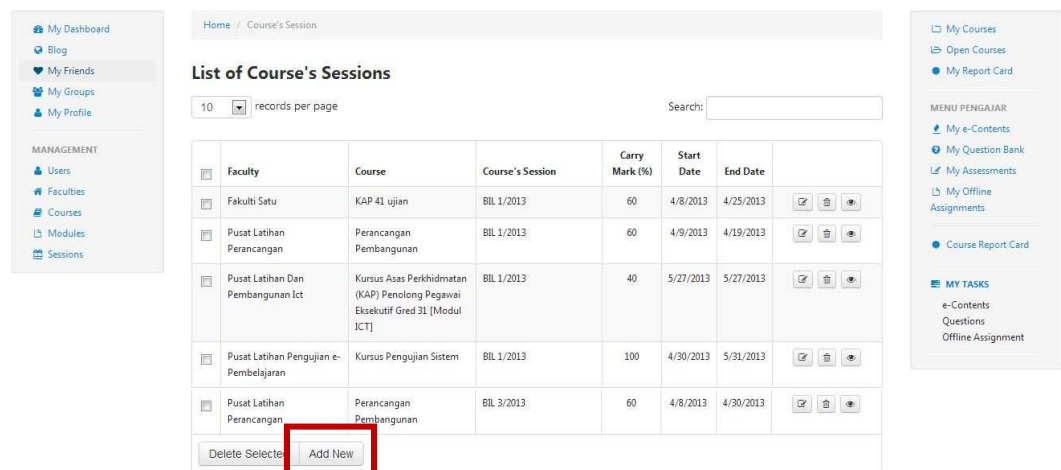 My Dashboard
Blog
My Friends
My Groups
My Profile
MANAGEMENT
Users
Faculties
Courses
Modules
Sessions
Home / Course's Session
List of Course's Sessions
10 records per page
Search:
Faculty Course Course's Session Carry Mark (%) Start Date End Date
Fakulti Satu KAP 41 ujian BIL 1/2013 60 4/8/2013 4/25/2013
Pusat Latihan Perancangan BIL 1/2013 60 4/9/2013 4/19/2013
Perancangan Pembangunan
Pusat Latihan Dan Kursus Asas Perkhidmatan BIL 1/2013 40 5/27/2013 5/27/2013
Pembangunan Ict (KAP) Penolong Pegawai
Eksekutif Gred 31 [Modul
ICT]
Pusat Latihan Pengujian e- Kursus Pengujian Sistem BIL 1/2013 100 4/30/2013 5/31/2013
Pembelajaran
Pusat Latihan Perancangan BIL 3/2013 60 4/8/2013 4/30/2013
Perancangan Pembangunan
Delete Selected Add New
My Courses
Open Courses
My Report Card
MENU PENGAJAR
My e-Contents
My Question Bank
My Assessments
My Offline
Assignments
Course Report Card
MY TASKS
e-Contents
Questions
Offline Assignment